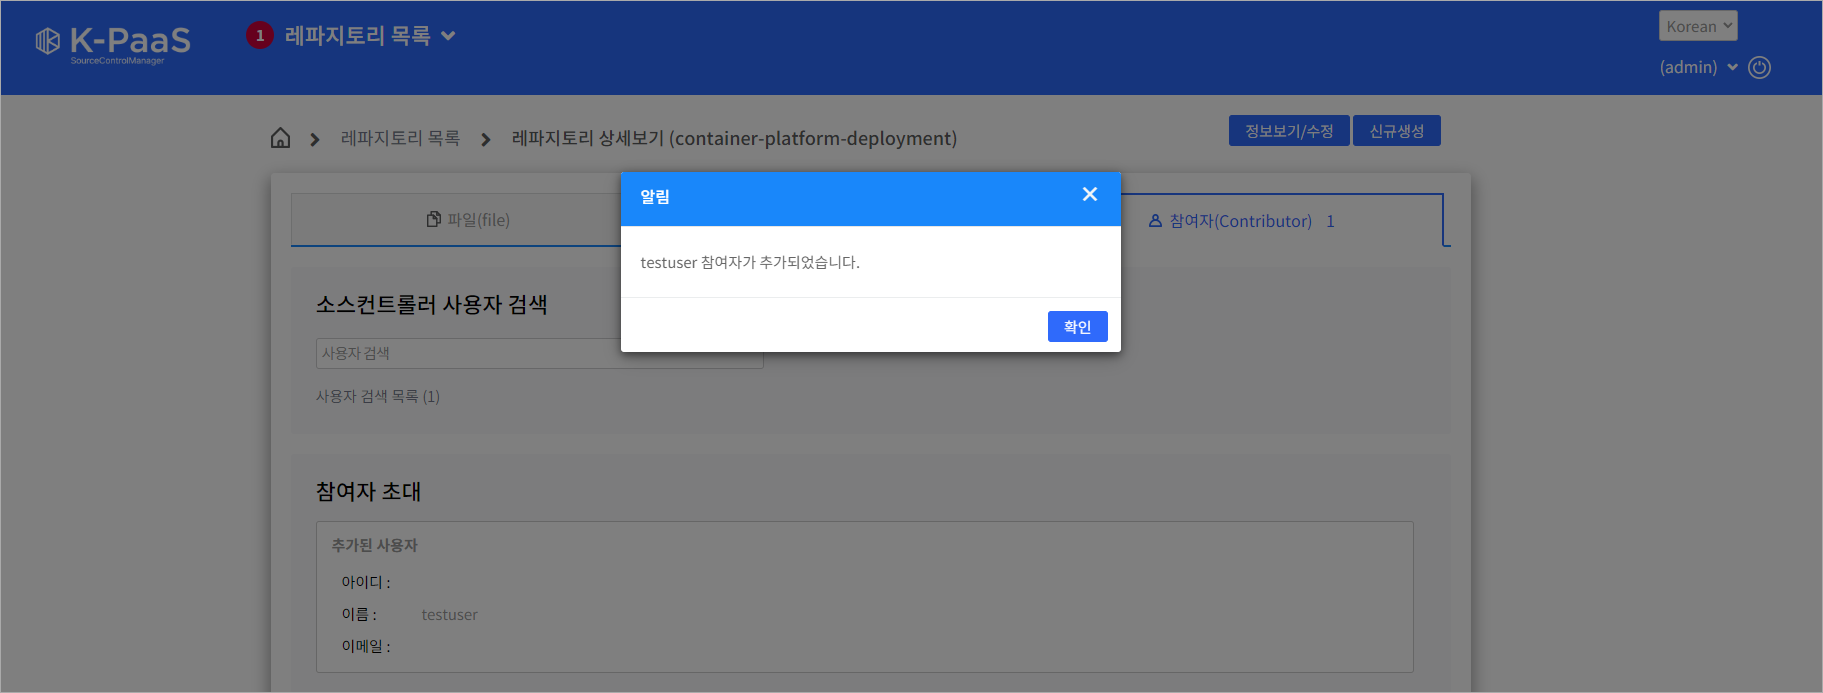 K-PaaS
SourceControlManager
1 레파지토리 목록
Korean
(admin)
레파지토리 목록 레파지토리 상세보기 (container-platform-deployment)
정보보기/수정 신규생성
알림
파일(file)
참여자(Contributor) 1
testuser 참여자가 추가되었습니다.
확인
소스컨트롤러 사용자 검색
사용자 검색
사용자 검색 목록 (1)
참여자 초대
추가된 사용자
아이디 :
이름 : testuser
이메일 :